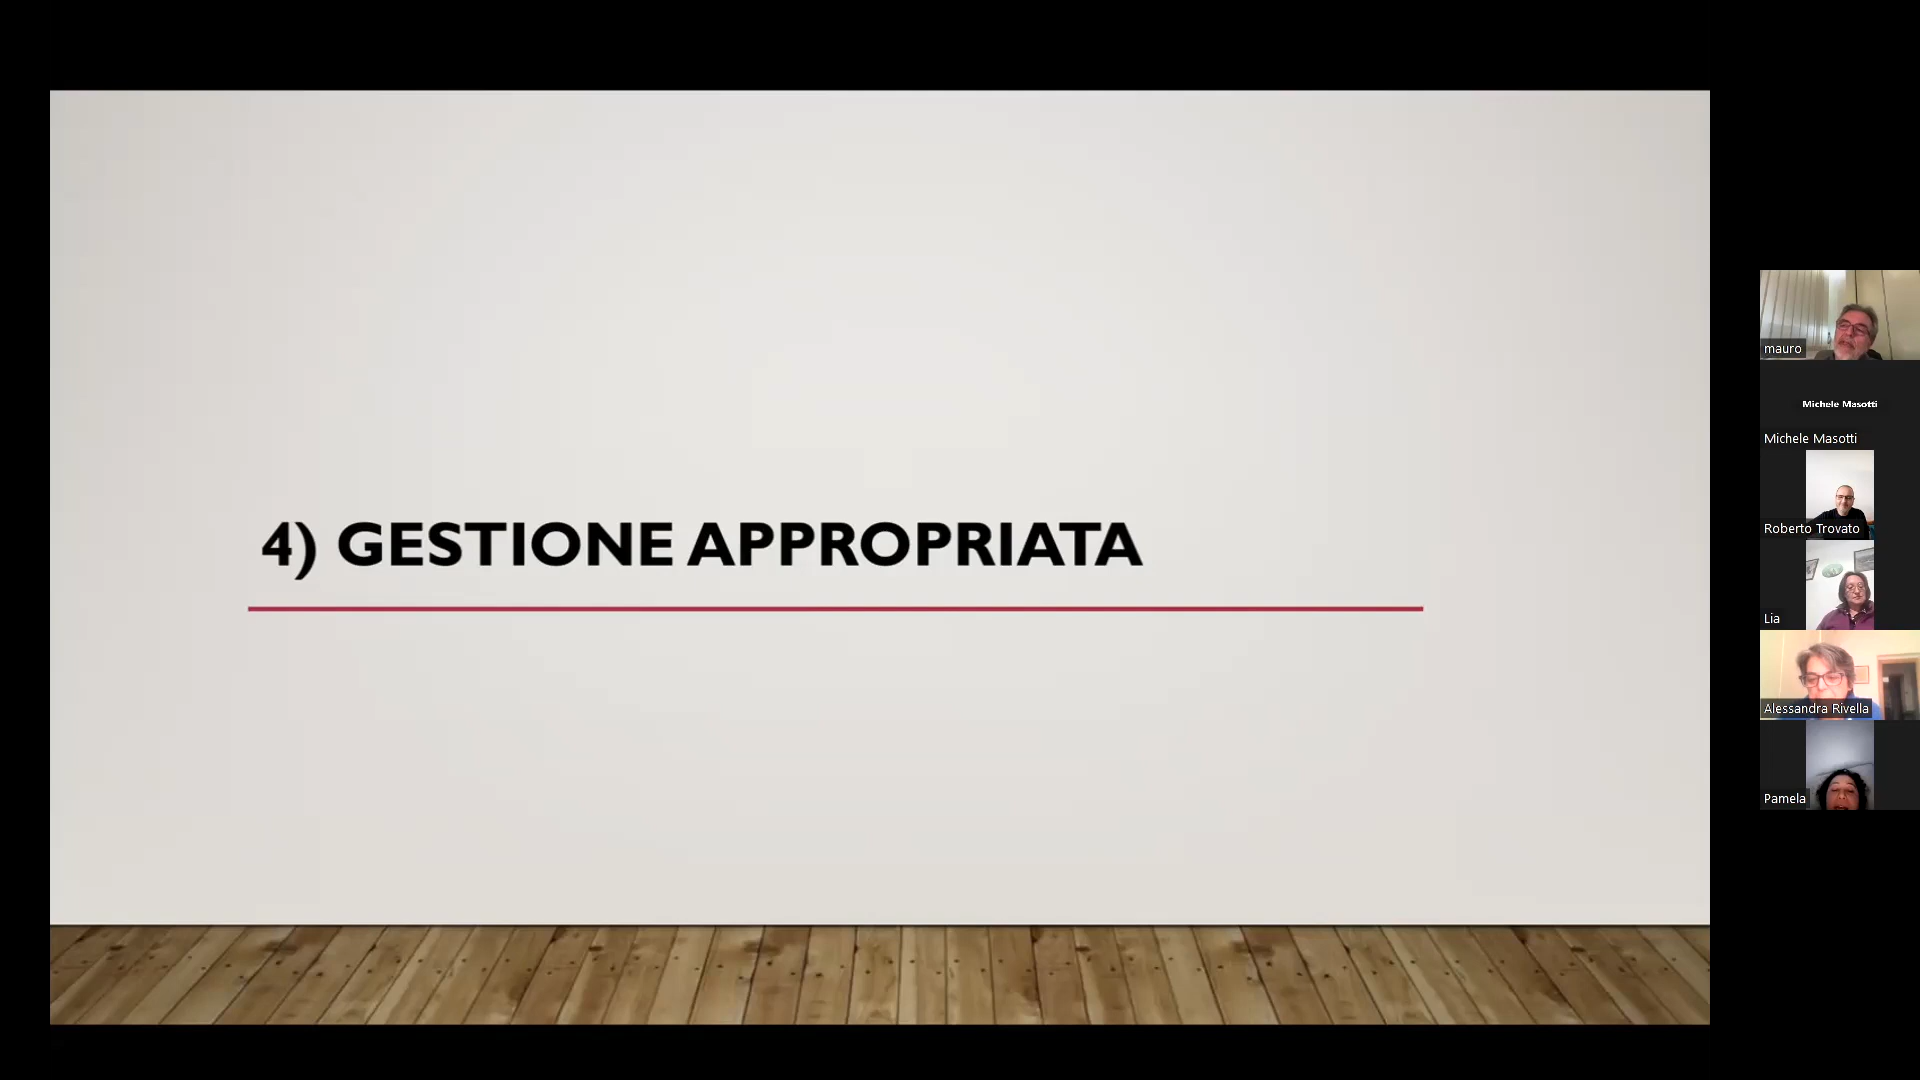 4) GESTIONE APPROPRIATA
mauro
Michele Masotti
Michele Masotti
Roberto Trovato
Lia
Alessandra Rivella
Pamela